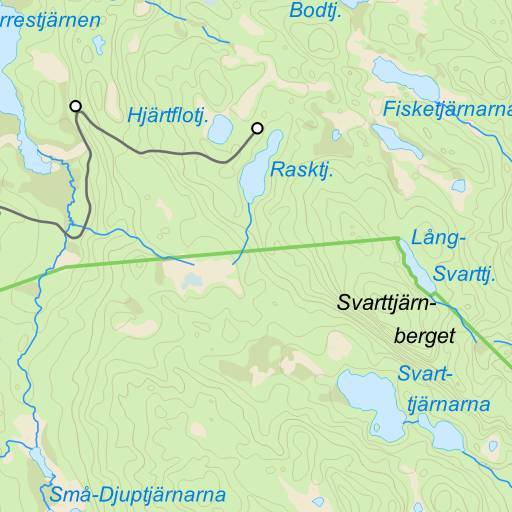 Bodtj.
rrestjärnen
Hjärtflotj.
Fisketjärnarna
Rasktj.
Lång-
Svarttj.
Svarttjärn-
berget
Svart-
tjärnarna
Små-Djuptjärnarna